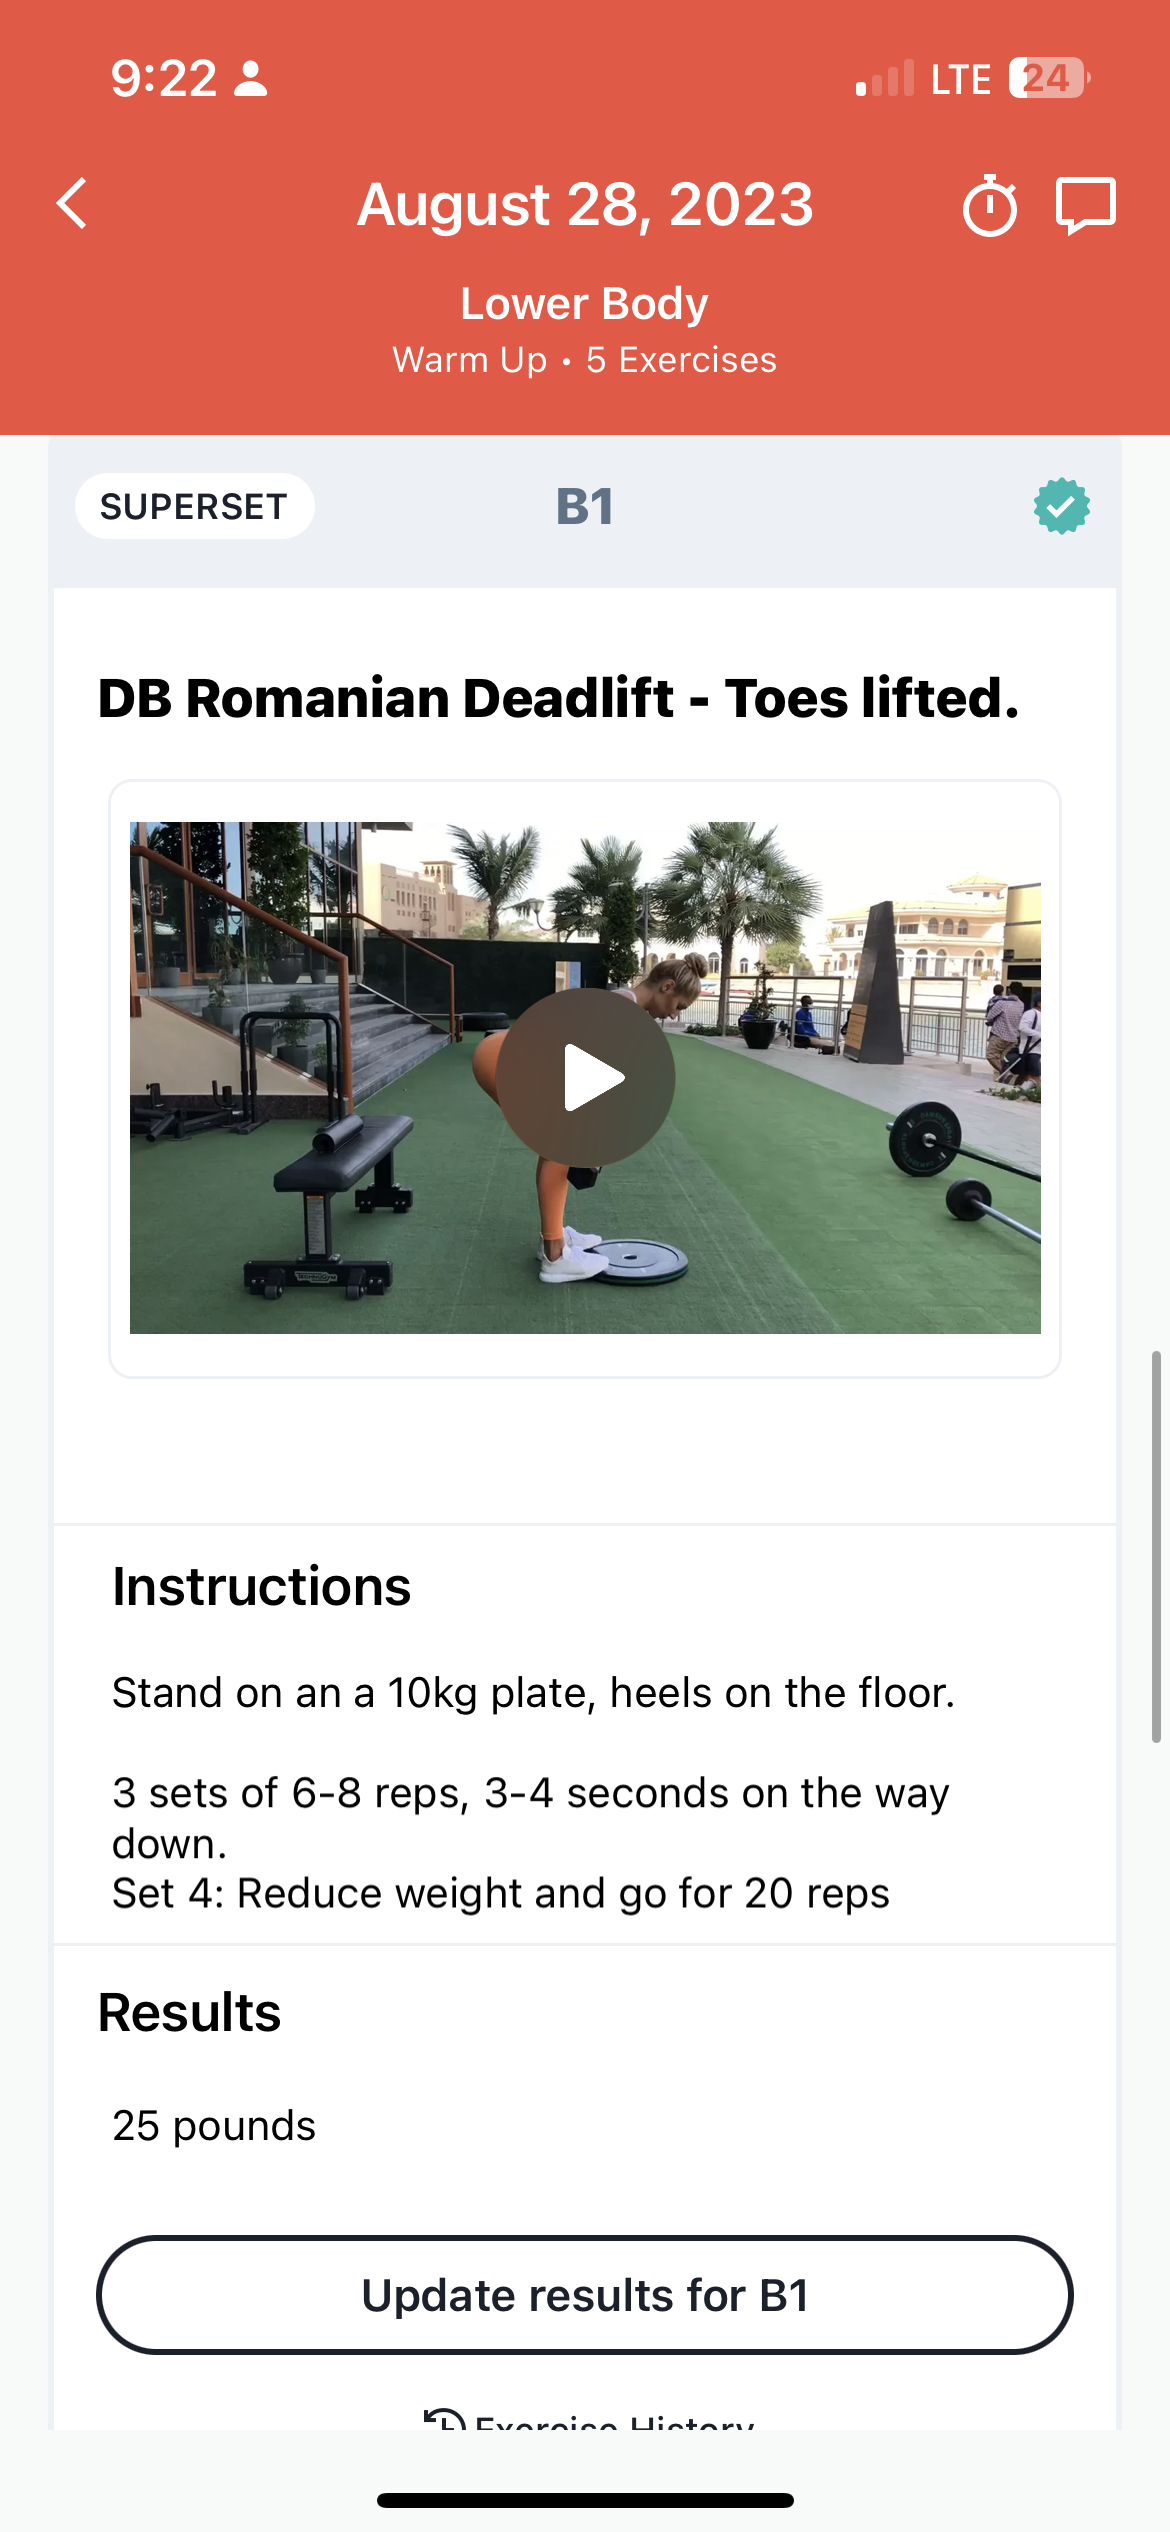 9:22
LTE 24
August 28, 2023
Lower Body
Warm Up • 5 Exercises
SUPERSET
B1
DB Romanian Deadlift - Toes lifted.
Instructions
Stand on an a 10kg plate, heels on the floor.
3 sets of 6-8 reps, 3-4 seconds on the way
down.
Set 4: Reduce weight and go for 20 reps
Results
25 pounds
Update results for B1
Exercise History